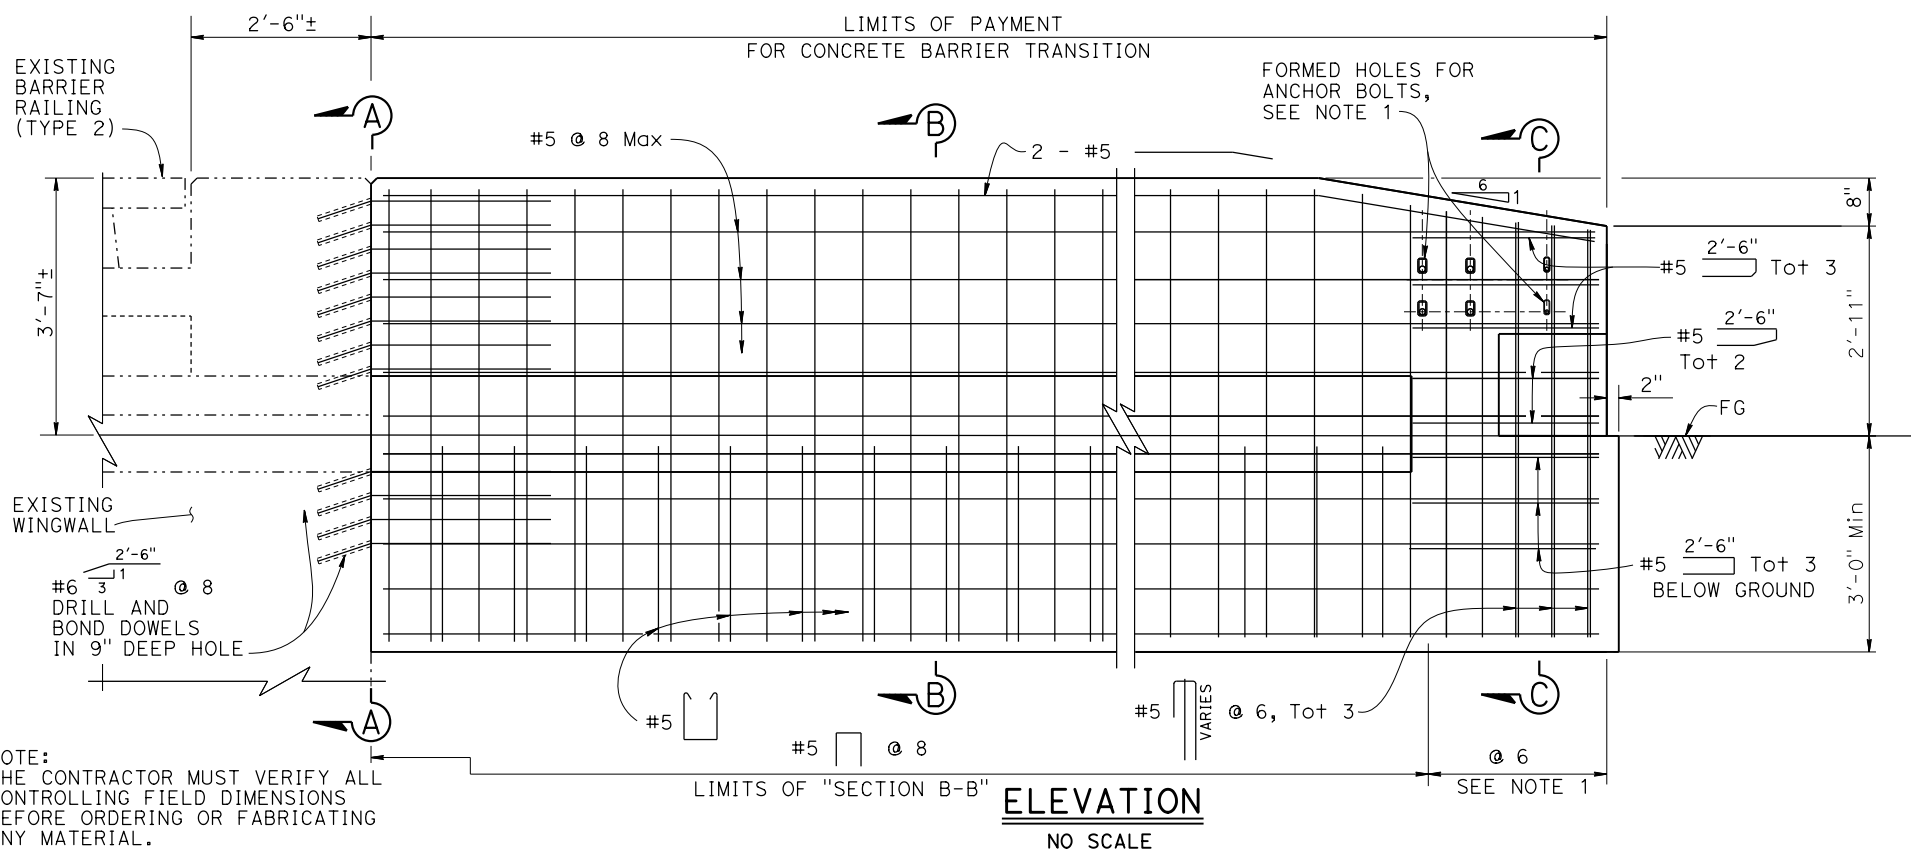 2'-6"±
LIMITS OF PAYMENT
FOR CONCRETE BARRIER TRANSITION
EXISTING
BARRIER
RAILING
(TYPE 2)
A
#5 @ 8 Max
B
2 - #5
FORMED HOLES FOR
ANCHOR BOLTS,
SEE NOTE 1
C
6
1
8"
3'-7"±
2'-6"
#5 Tot 3
2'-11"
2'-6"
#5
Tot 2
2"
FG
EXISTING
WINGWALL
2'-6"
1
3
#6 @ 8
DRILL AND
BOND DOWELS
IN 9" DEEP HOLE
2'-6"
#5 Tot 3
BELOW GROUND
3'-0" Min
A
B
C
#5
#5 @ 8
#5 VARIES @ 6, Tot 3
@ 6
SEE NOTE 1
LIMITS OF "SECTION B-B"
OTE:
HE CONTRACTOR MUST VERIFY ALL
ONTROLLING FIELD DIMENSIONS
EFORE ORDERING OR FABRICATING
NY MATERIAL.
ELEVATION
NO SCALE